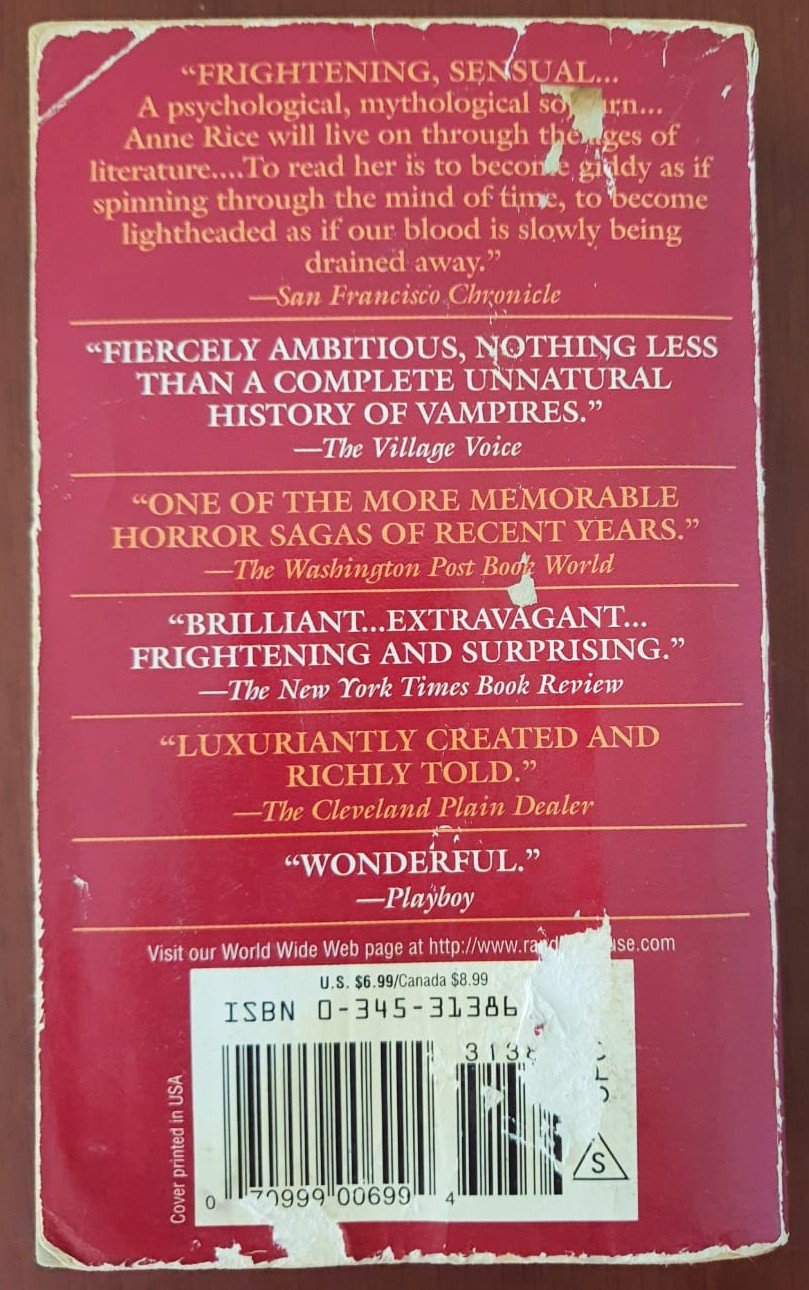 “FRIGHTENING, SENSUAL...
A psychological, mythological
Anne Rice will live on through the ages of
literature....To read her is to become giddy as if
spinning through the mind of time, to become
lightheaded as if our blood is slowly being
drained away.”
—San Francisco Chronicle
“FIERCELY AMBITIOUS, NOTHING LESS
THAN A COMPLETE UNNATURAL
HISTORY OF VAMPIRES.”
—The Village Voice
“ONE OF THE MORE MEMORABLE
HORROR SAGAS OF RECENT YEARS.”
—The Washington Post Book World
“BRILLIANT...EXTRAVAGANT...
FRIGHTENING AND SURPRISING.”
—The New York Times Book Review
“LUXURIANTLY CREATED AND
RICHLY TOLD.”
—The Cleveland Plain Dealer
“WONDERFUL.”
—Playboy
Visit our World Wide Web page at
U.S. $6.99/Canada $8.99
ISBN 0-345-31386
Cover printed in USA
0 70999 00699 4
S